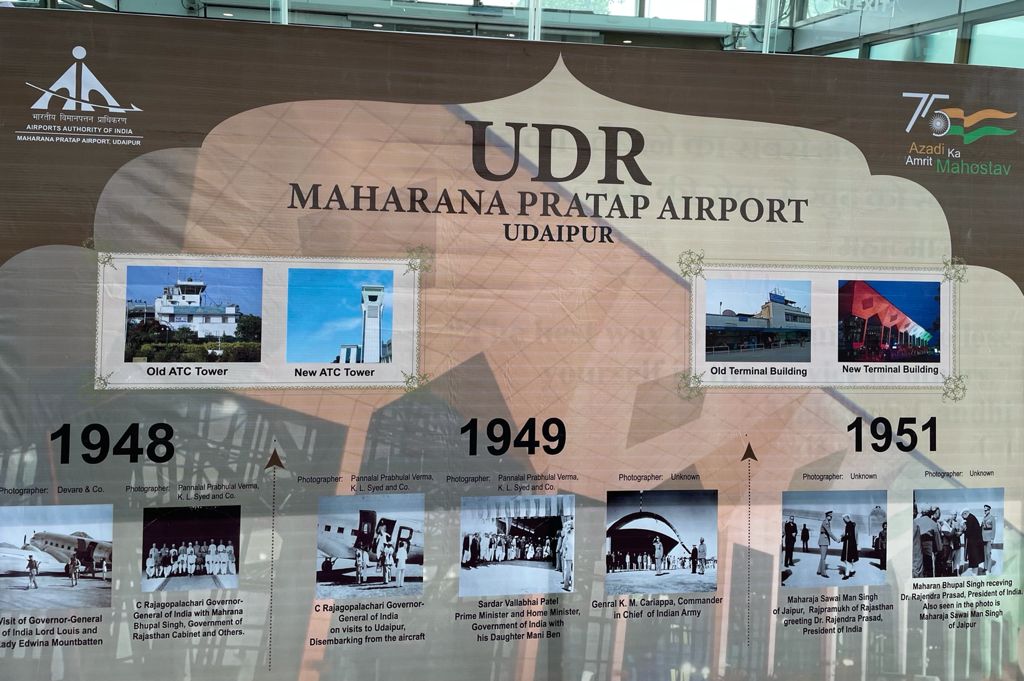 भारतीय विमानपत्तन प्राधिकरण
AIRPORTS AUTHORITY OF INDIA
MAHARANA PRATAP AIRPORT, UDAIPUR
75
Azadi Ka
Amrit Mahostav
UDR
MAHARANA PRATAP AIRPORT
UDAIPUR
Old ATC Tower
New ATC Tower
Old Terminal Building
New Terminal Building
1948
1949
1951
Photographer: Devare & Co.
Visit of Governor-General
of India Lord Louis and
Lady Edwina Mountbatten
Photographer: Pannalal Prabhulal Verma,
K. L. Syed and Co.
C Rajagopalachari Governor-
General of India with Mahrana
Bhupal Singh, Government of
Rajasthan Cabinet and Others.
Photographer: Pannalal Prabhulal Verma,
K. L. Syed and Co.
C Rajagopalachari Governor-
General of India
on visits to Udaipur,
Disembarking from the aircraft
Photographer: Pannalal Prabhulal Verma,
K. L. Syed and Co.
Sardar Vallabhai Patel
Prime Minister and Home Minister,
Government of India with
his Daughter Mani Ben
Photographer: Unknown
Genral K. M. Cariappa, Commander
in Chief of Indian Army
Photographer: Unknown
Maharaja Sawai Man Singh
of Jaipur, Rajpramukh of Rajasthan
greeting Dr. Rajendra Prasad,
President of India
Photographer: Unknown
Maharan Bhupal Singh receving
Dr. Rajendra Prasad, President of India
Also seen in the photo is
Maharaja Sawai Man Singh
of Jaipur